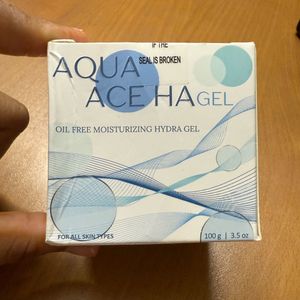 IF THE
SEAL IS BROKEN
AQUA
ACE HAGEL
OIL FREE MOISTURIZING HYDRA GEL
FOR ALL SKIN TYPES
100 g | 3.5 oz